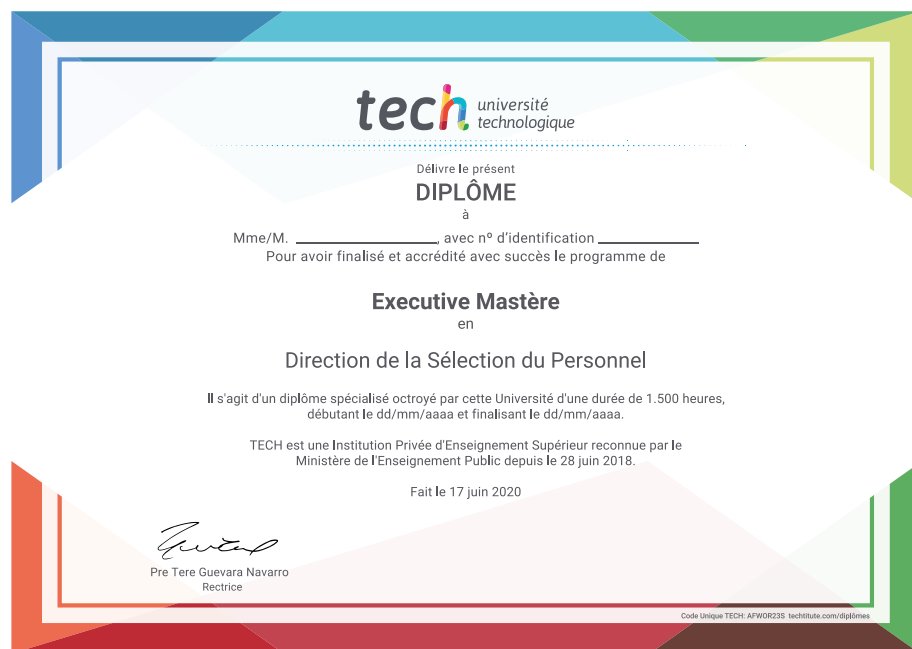 tech université
technologique
Délivre le présent
DIPLÔME
à
Mme/M. ____________________, avec nº d'identification ______________
Pour avoir finalisé et accrédité avec succès le programme de
Executive Mastère
en
Direction de la Sélection du Personnel
Il s'agit d'un diplôme spécialisé octroyé par cette Université d'une durée de 1.500 heures,
débutant le dd/mm/aaaa et finalisant le dd/mm/aaaa.
TECH est une Institution Privée d'Enseignement Supérieur reconnue par le
Ministère de l'Enseignement Public depuis le 28 juin 2018.
Fait le 17 juin 2020
Pre Tere Guevara Navarro
Rectrice
Code Unique TECH: AFWOR23S techtitute.com/diplômes